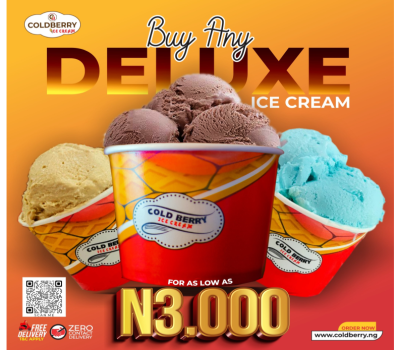 COLDBERRY
ICE CREAM
Buy Any
DELUXE
ICE CREAM
COLD BERRY
ICE CREAM
FOR AS LOW AS
N3.000
FREE
DELIVERY
T&C APPLY
ZERO
CONTACT
DELIVERY
ORDER NOW
www.coldberry.ng